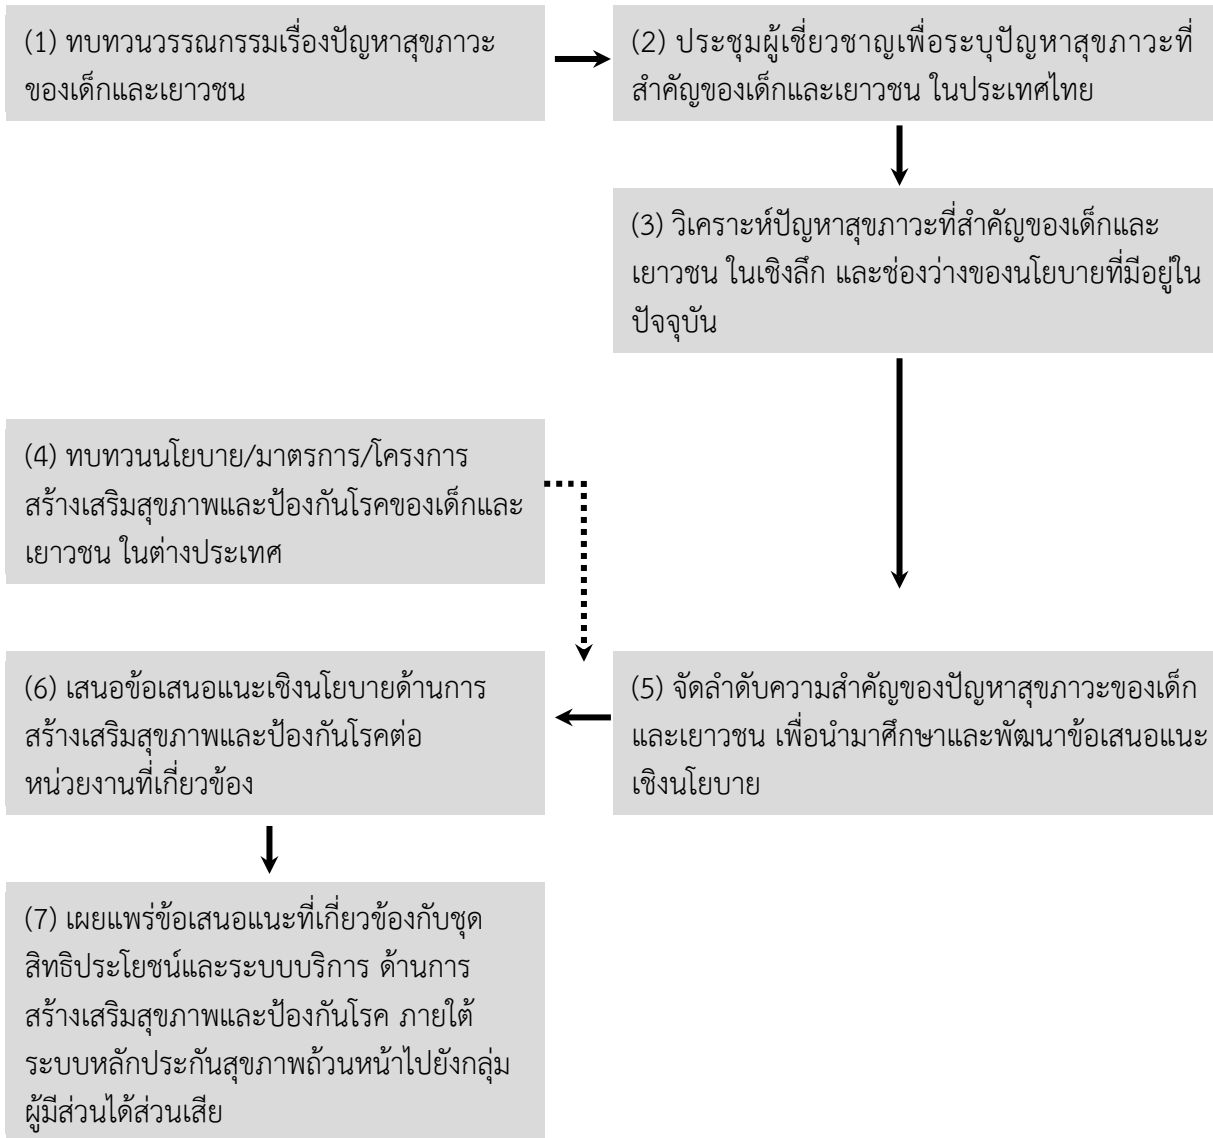 (1) ทบทวนวรรณกรรมเรื่องปัญหาสุขภาวะ
ของเด็กและเยาวชน
(2) ประชุมผู้เชี่ยวชาญเพื่อระบุปัญหาสุขภาวะที่
สำคัญของเด็กและเยาวชน ในประเทศไทย
(3) วิเคราะห์ปัญหาสุขภาวะที่สำคัญของเด็กและ
เยาวชน ในเชิงลึก และช่องว่างของนโยบายที่มีอยู่ใน
ปัจจุบัน
(4) ทบทวนนโยบาย/มาตรการ/โครงการ
สร้างเสริมสุขภาพและป้องกันโรคของเด็กและ
เยาวชน ในต่างประเทศ
(5) จัดลำดับความสำคัญของปัญหาสุขภาวะของเด็ก
และเยาวชน เพื่อนำมาศึกษาและพัฒนาข้อเสนอแนะ
เชิงนโยบาย
(6) เสนอข้อเสนอแนะเชิงนโยบายด้านการ
สร้างเสริมสุขภาพและป้องกันโรคต่อ
หน่วยงานที่เกี่ยวข้อง
(7) เผยแพร่ข้อเสนอแนะที่เกี่ยวข้องกับชุด
สิทธิประโยชน์และระบบบริการ ด้านการ
สร้างเสริมสุขภาพและป้องกันโรค ภายใต้
ระบบหลักประกันสุขภาพถ้วนหน้าไปยังกลุ่ม
ผู้มีส่วนได้ส่วนเสีย